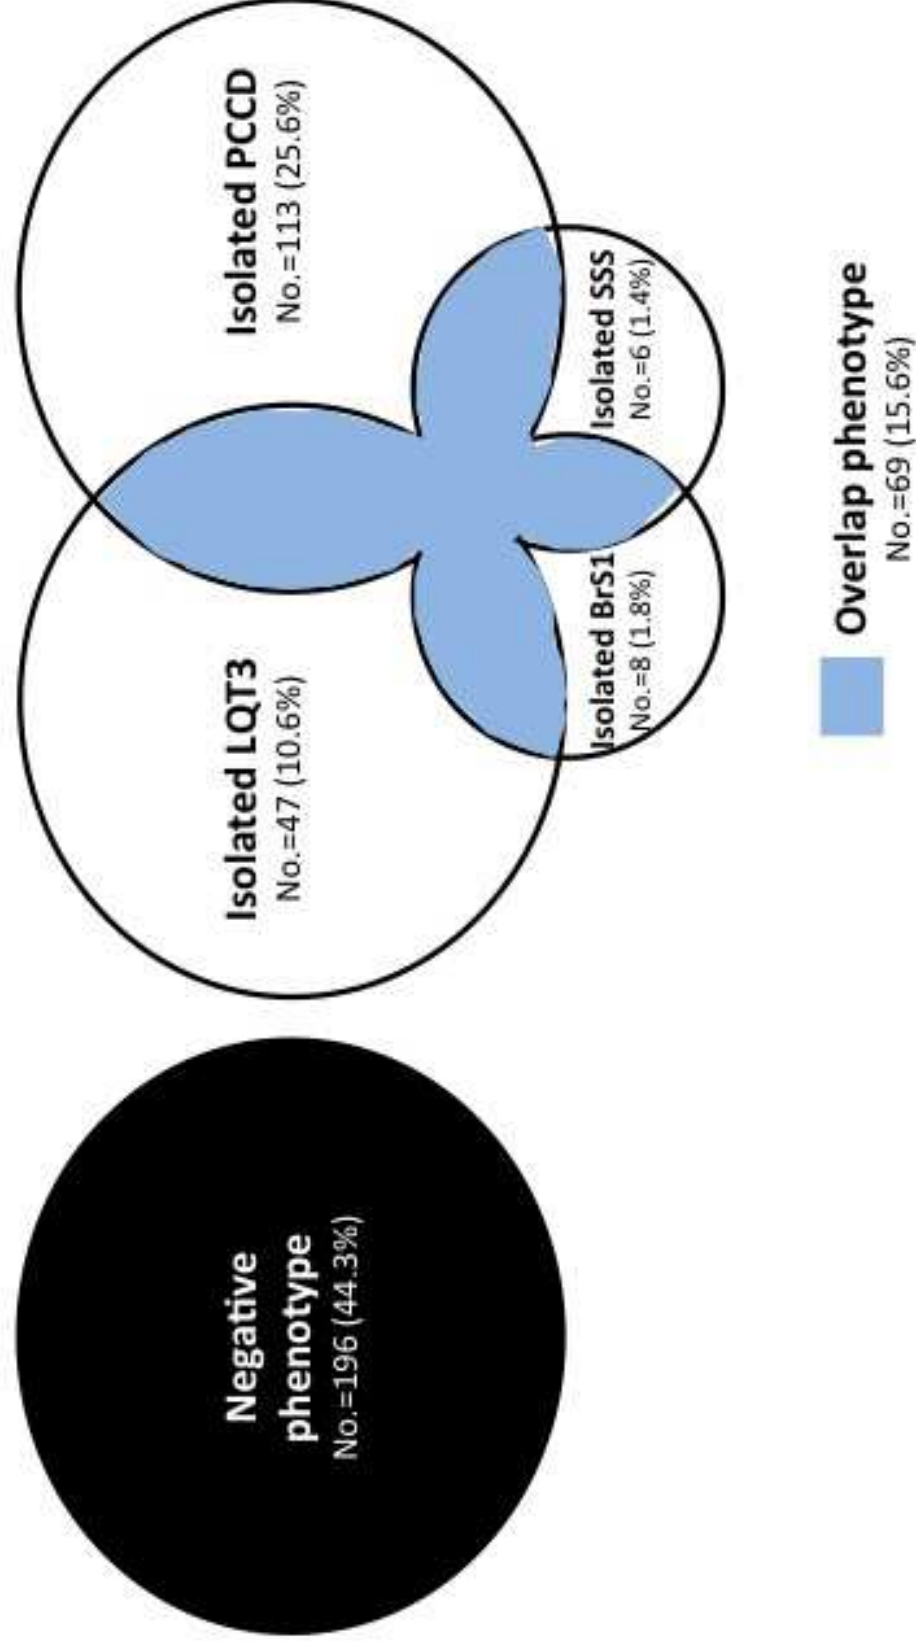 Negative
phenotype
No.=196 (44.3%)
Isolated LQT3
No.=47 (10.6%)
Isolated PCCD
No.=113 (25.6%)
Isolated BrS1
No.=8 (1.8%)
Isolated SSS
No.=6 (1.4%)
Overlap phenotype
No.=69 (15.6%)